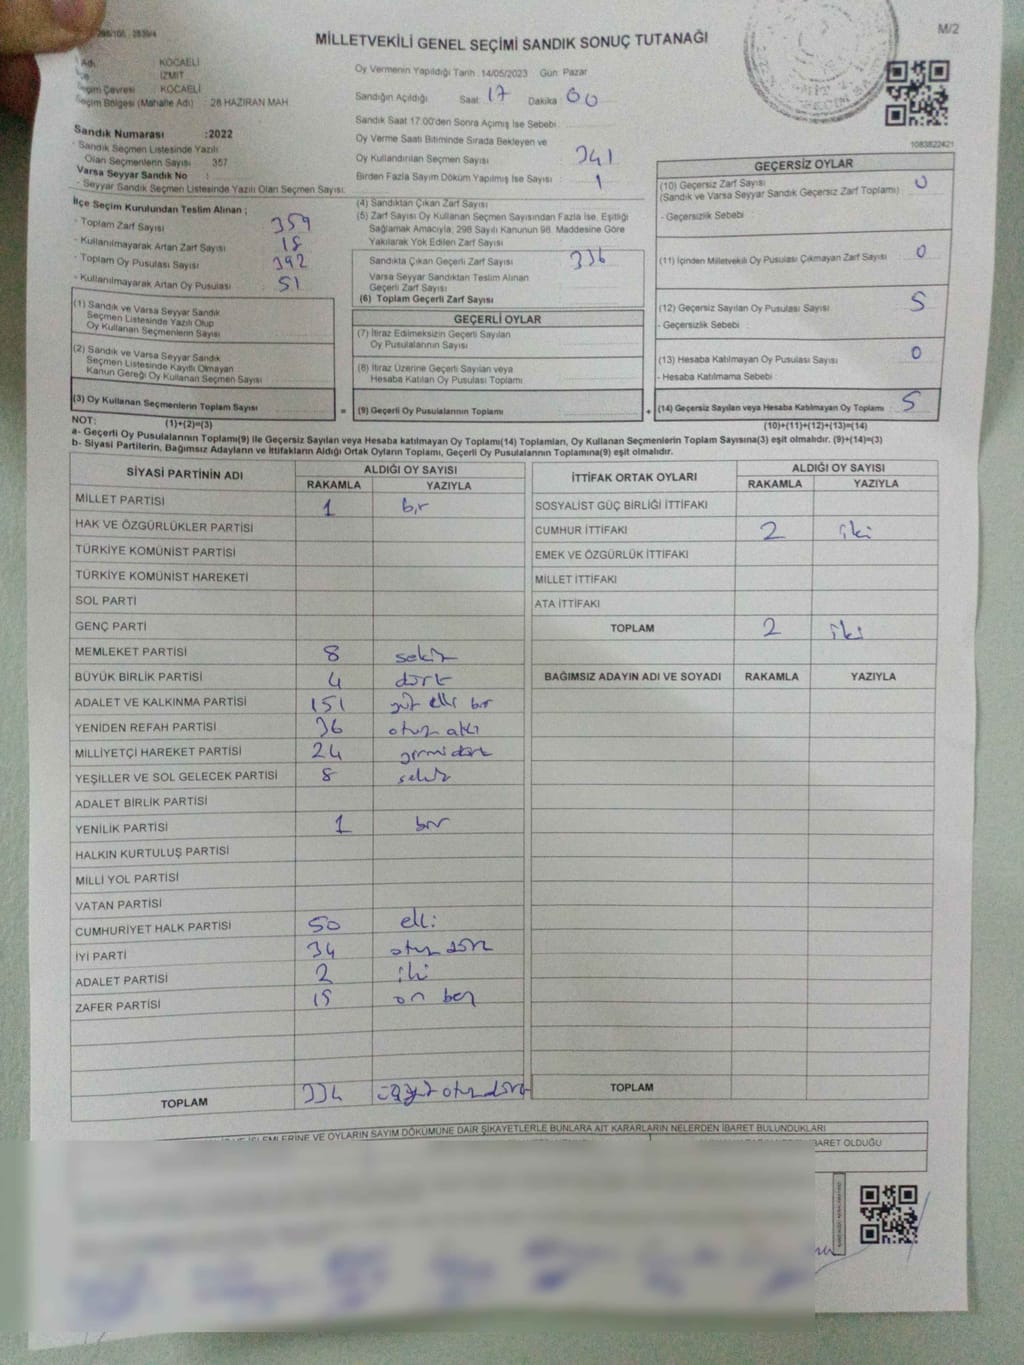 MİLLETVEKİLİ GENEL SEÇİMİ SANDIK SONUÇ TUTANAĞI
M/2
KOCAELİ
İZMİT
KOCAELİ
Seçim Bölgesi (Mahalle Adı) : 28 HAZİRAN MAH.
Sandık Numarası :2022
- Sandık Seçmen Listesinde Yazılı
Olan Seçmenlerin Sayısı : 357
Varsa Seyyar Sandık No :
- Seyyar Sandık Seçmen Listesinde Yazılı Olan Seçmen Sayısı:
Oy Vermenin Yapıldığı Tarih : 14/05/2023 Gün: Pazar
Sandığın Açıldığı Saat 17 Dakika 00
Sandık Saat 17.00'den Sonra Açılmış İse Sebebi
Oy Verme Saati Bitiminde Sırada Bekleyen ve
Oy Kullandırılan Seçmen Sayısı 341
Birden Fazla Sayım Döküm Yapılmış İse Sayısı 1
1083822421
İlçe Seçim Kurulundan Teslim Alınan ;
- Toplam Zarf Sayısı 359
- Kullanılmayarak Artan Zarf Sayısı 18
- Toplam Oy Pusulası Sayısı 392
- Kullanılmayarak Artan Oy Pusulası 51
(1) Sandık ve Varsa Seyyar Sandık
Seçmen Listesinde Yazılı Olup
Oy Kullanan Seçmenlerin Sayısı
(2) Sandık ve Varsa Seyyar Sandık
Seçmen Listesinde Kayıtlı Olmayan
Kanun Gereği Oy Kullanan Seçmen Sayısı
(3) Oy Kullanan Seçmenlerin Toplam Sayısı
(4) Sandıktan Çıkan Zarf Sayısı
(5) Zarf Sayısı Oy Kullanan Seçmen Sayısından Fazla İse, Eşitliği
Sağlamak Amacıyla, 298 Sayılı Kanunun 98. Maddesine Göre
Yakılarak Yok Edilen Zarf Sayısı
Sandıkta Çıkan Geçerli Zarf Sayısı 336
Varsa Seyyar Sandıktan Teslim Alınan
Geçerli Zarf Sayısı
(6) Toplam Geçerli Zarf Sayısı
GEÇERLİ OYLAR
(7) İtiraz Edilmeksizin Geçerli Sayılan
Oy Pusulalarının Sayısı
(8) İtiraz Üzerine Geçerli Sayılan veya
Hesaba Katılan Oy Pusulası Toplamı
= (9) Geçerli Oy Pusulalarının Toplamı
GEÇERSİZ OYLAR
(10) Geçersiz Zarf Sayısı 0
(Sandık ve Varsa Seyyar Sandık Geçersiz Zarf Toplamı)
- Geçersizlik Sebebi
(11) İçinden Milletvekili Oy Pusulası Çıkmayan Zarf Sayısı 0
(12) Geçersiz Sayılan Oy Pusulası Sayısı 5
- Geçersizlik Sebebi :
(13) Hesaba Katılmayan Oy Pusulası Sayısı 0
- Hesaba Katılmama Sebebi
+ (14) Geçersiz Sayılan veya Hesaba Katılmayan Oy Toplamı 5
NOT: (1)+(2)=(3) (10)+(11)+(12)+(13)=(14)
a- Geçerli Oy Pusulalarının Toplamı(9) ile Geçersiz Sayılan veya Hesaba katılmayan Oy Toplamı(14) Toplamları, Oy Kullanan Seçmenlerin Toplam Sayısına(3) eşit olmalıdır. (9)+(14)=(3)
b- Siyasi Partilerin, Bağımsız Adayların ve İttifakların Aldığı Ortak Oyların Toplamı, Geçerli Oy Pusulalarının Toplamına(9) eşit olmalıdır.
SİYASİ PARTİNİN ADI ALDIĞI OY SAYISI
RAKAMLA YAZIYLA
MİLLET PARTİSİ 1 bir
HAK VE ÖZGÜRLÜKLER PARTİSİ
TÜRKİYE KOMÜNİST PARTİSİ
TÜRKİYE KOMÜNİST HAREKETİ
SOL PARTİ
GENÇ PARTİ
MEMLEKET PARTİSİ 8 sekiz
BÜYÜK BİRLİK PARTİSİ 4 dört
ADALET VE KALKINMA PARTİSİ 151 yüz elli bir
YENİDEN REFAH PARTİSİ 36 otuz altı
MİLLİYETÇİ HAREKET PARTİSİ 24 yirmi dört
YEŞİLLER VE SOL GELECEK PARTİSİ 8 sekiz
ADALET BİRLİK PARTİSİ
YENİLİK PARTİSİ 1 bir
HALKIN KURTULUŞ PARTİSİ
MİLLİ YOL PARTİSİ
VATAN PARTİSİ
CUMHURİYET HALK PARTİSİ 50 elli
İYİ PARTİ 34 otuz dört
ADALET PARTİSİ 2 iki
ZAFER PARTİSİ 15 on beş
TOPLAM 334 üçyüz otuz dört
İTTİFAK ORTAK OYLARI ALDIĞI OY SAYISI
RAKAMLA YAZIYLA
SOSYALİST GÜÇ BİRLİĞİ İTTİFAKI
CUMHUR İTTİFAKI 2 iki
EMEK VE ÖZGÜRLÜK İTTİFAKI
MİLLET İTTİFAKI
ATA İTTİFAKI
TOPLAM 2 iki
BAĞIMSIZ ADAYIN ADI VE SOYADI RAKAMLA YAZIYLA
TOPLAM
İŞLEMLERİNE VE OYLARIN SAYIM DÖKÜMÜNE DAİR ŞİKAYETLERLE BUNLARA AİT KARARLARIN NELERDEN İBARET BULUNDUKLARI
İBARET OLDUĞU